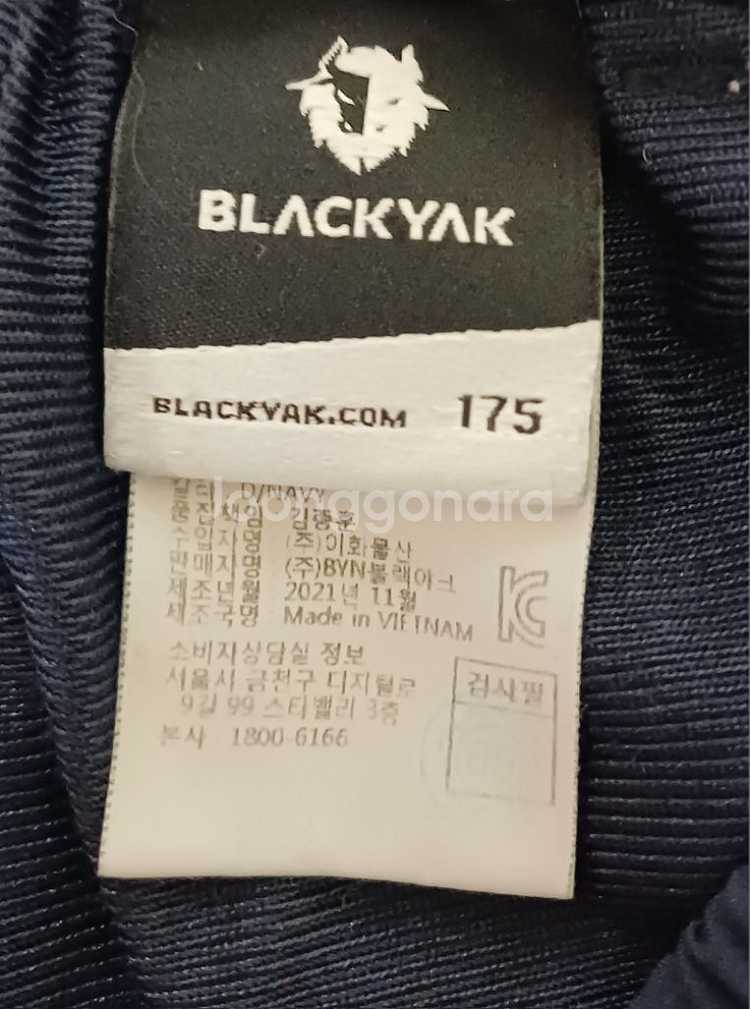 BLACKYAK
BLACKYAK.COM 175
D/NAVY
joonggonara
품질책임 김종훈
수입자명 (주)이화물산
판매자명 (주)BYN블랙야크
제조년월 2021년 11월
제조국명 Made in VIETNAM
소비자상담실 정보
서울시 금천구 디지털로
9길 99 스타밸리 3층
본사 1800-6166
검사필